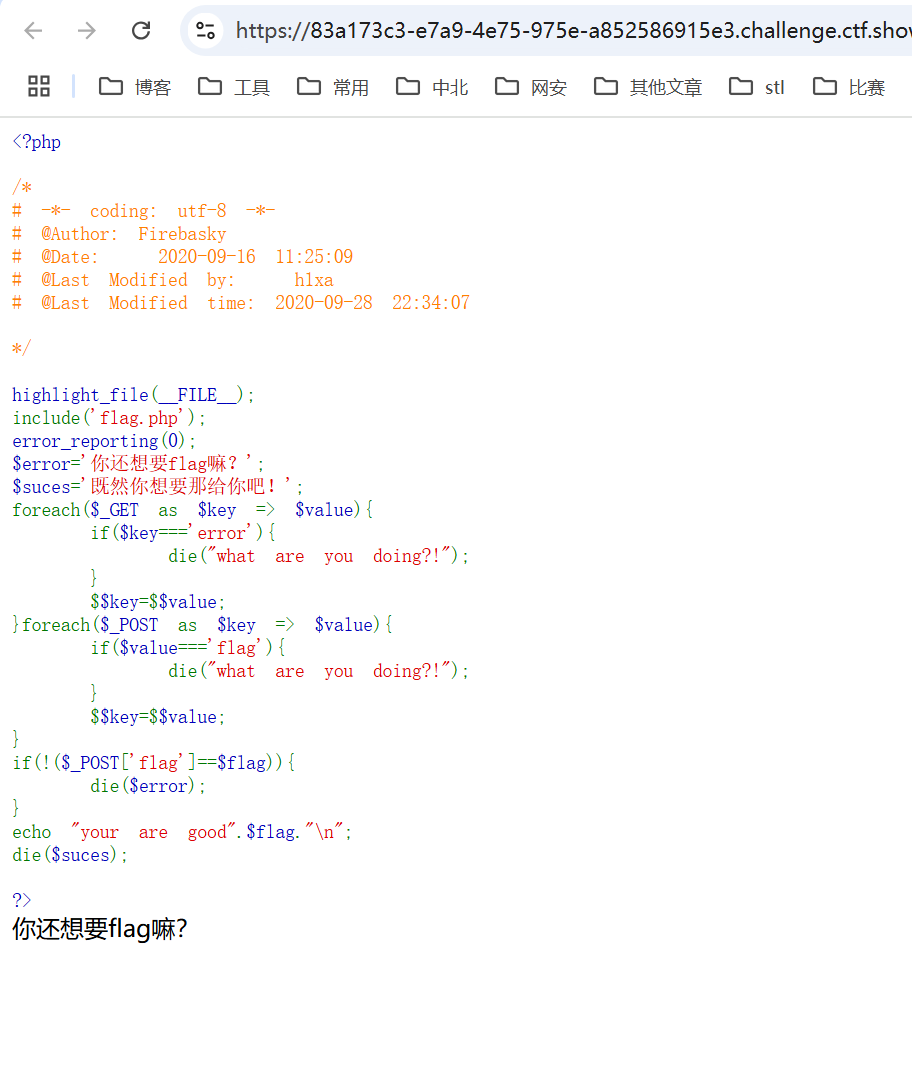 https://83a173c3-e7a9-4e75-975e-a852586915e3.challenge.ctf.show
博客 工具 常用 中北 网安 其他文章 stl 比赛
<?php
/*
# -*- coding: utf-8 -*-
# @Author: Firebasky
# @Date:   2020-09-16 11:25:09
# @Last Modified by:   h1xa
# @Last Modified time: 2020-09-28 22:34:07
*/
highlight_file(__FILE__);
include('flag.php');
error_reporting(0);
$error='你还想要flag嘛？';
$suces='既然你想要那给你吧！';
foreach($_GET as $key => $value){
    if($key==='error'){
        die("what are you doing?!");
    }
    $$key=$$value;
}foreach($_POST as $key => $value){
    if($value==='flag'){
        die("what are you doing?!");
    }
    $$key=$$value;
}
if(!($_POST['flag']==$flag)){
    die($error);
}
echo "your are good".$flag."\n";
die($suces);
?>
你还想要flag嘛？